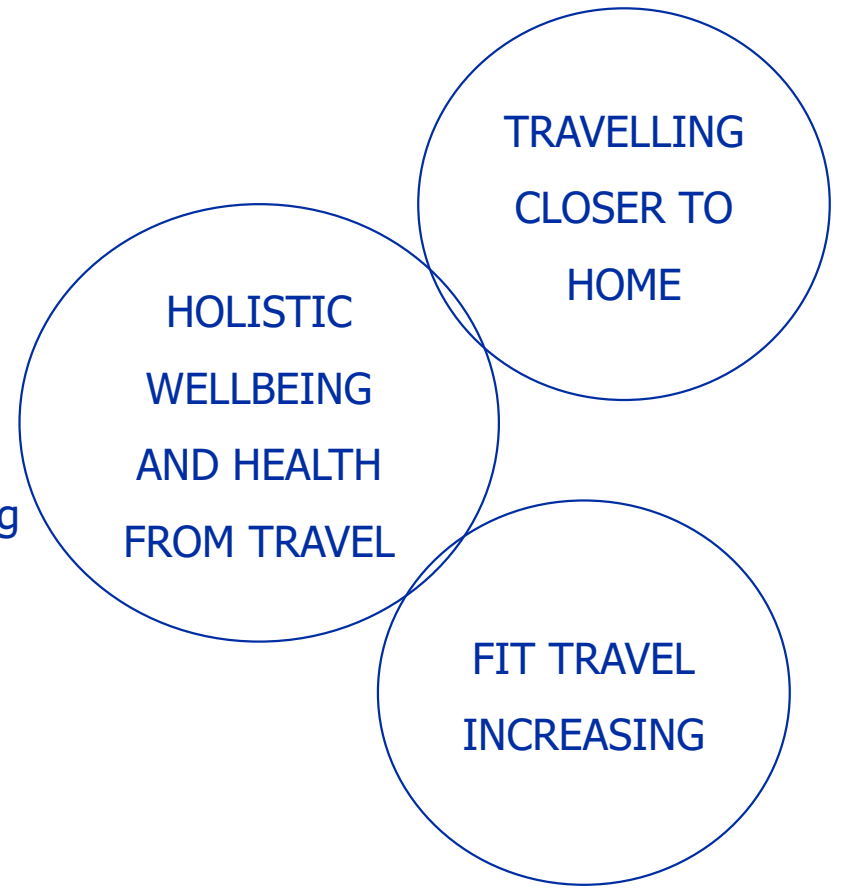 TRAVELLING
CLOSER TO
HOME
HOLISTIC
WELLBEING
AND HEALTH
FROM TRAVEL
g
FIT TRAVEL
INCREASING